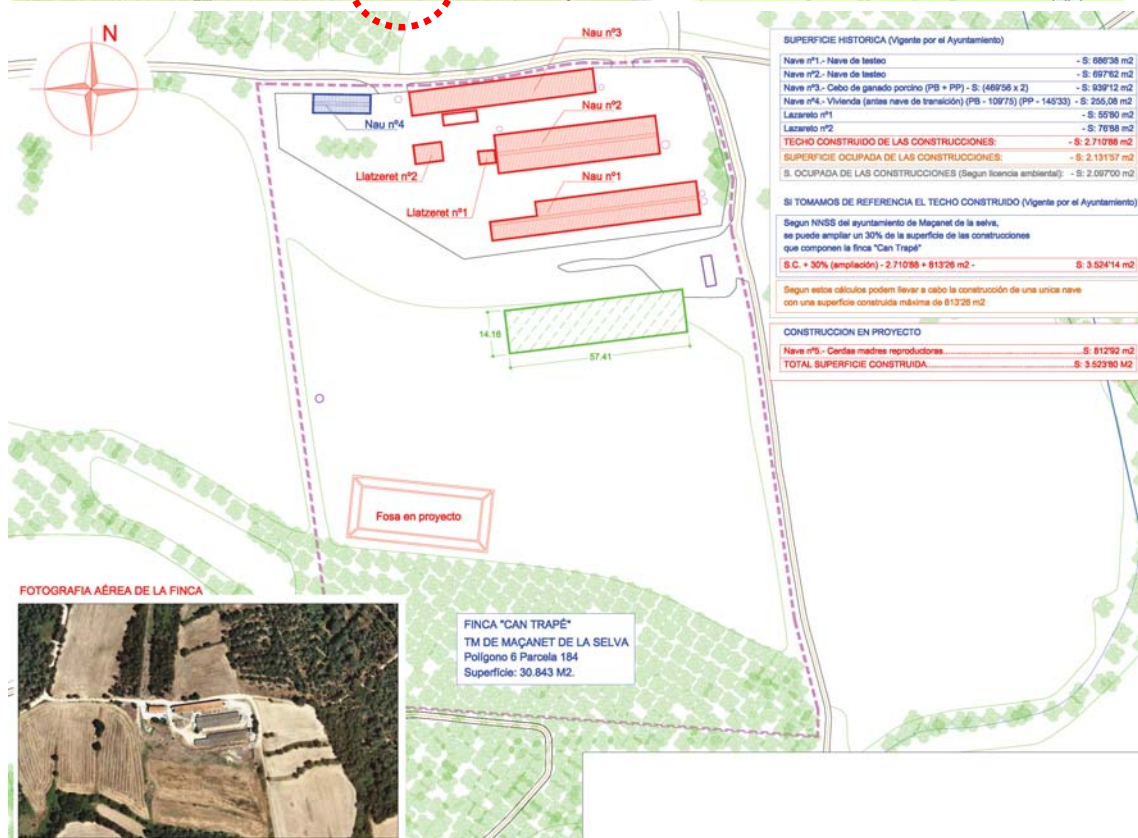 N
Nau nº3
Nau nº2
Nau nº4
Llatzeret nº2
Nau nº1
Llatzeret nº1
14.16
57.41
Fosa en proyecto
SUPERFICIE HISTORICA (Vigente por el Ayuntamiento)
Nave nº1.- Nave de testeo - S: 686'38 m2
Nave nº2.- Nave de testeo - S: 697'62 m2
Nave nº3.- Cebo de ganado porcino (PB + PP) - S: (469'56 x 2) - S: 939'12 m2
Nave nº4.- Vivienda (antes nave de transición) (PB - 109'75) (PP - 145'33) - S: 255,08 m2
Lazareto nº1 - S: 55'80 m2
Lazareto nº2 - S: 76'88 m2
TECHO CONSTRUIDO DE LAS CONSTRUCCIONES: - S: 2.710'88 m2
SUPERFICIE OCUPADA DE LAS CONSTRUCCIONES: - S: 2.131'57 m2
S. OCUPADA DE LAS CONSTRUCCIONES (Segun licencia ambiental): - S: 2.097'00 m2
SI TOMAMOS DE REFERENCIA EL TECHO CONSTRUIDO (Vigente por el Ayuntamiento)
Segun NNSS del ayuntamiento de Maçanet de la selva,
se puede ampliar un 30% de la superficie de las construcciones
que componen la finca "Can Trapé"
S.C. + 30% (ampliación) - 2.710'88 + 813'26 m2 - S: 3.524'14 m2
Segun estos cálculos podem llevar a cabo la construcción de una unica nave
con una superficie construida máxima de 813'26 m2
CONSTRUCCION EN PROYECTO
Nave nº5.- Cerdas madres reproductoras S: 812'92 m2
TOTAL SUPERFICIE CONSTRUIDA S: 3.523'80 M2
FOTOGRAFIA AÉREA DE LA FINCA
FINCA "CAN TRAPÉ"
TM DE MAÇANET DE LA SELVA
Polígono 6 Parcela 184
Superfície: 30.843 M2.